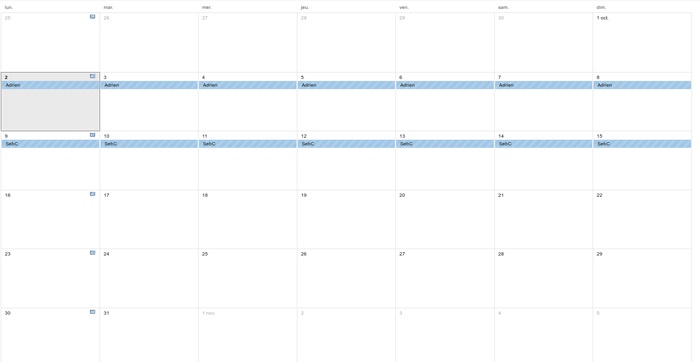 lun. mar. mer. jeu. ven. sam. dim.
25 26 27 28 29 30 1 oct.
2 3 4 5 6 7 8
Adrien Adrien Adrien Adrien Adrien Adrien Adrien
9 10 11 12 13 14 15
SebC SebC SebC SebC SebC SebC SebC
16 17 18 19 20 21 22
23 24 25 26 27 28 29
30 31 1 nov. 2 3 4 5